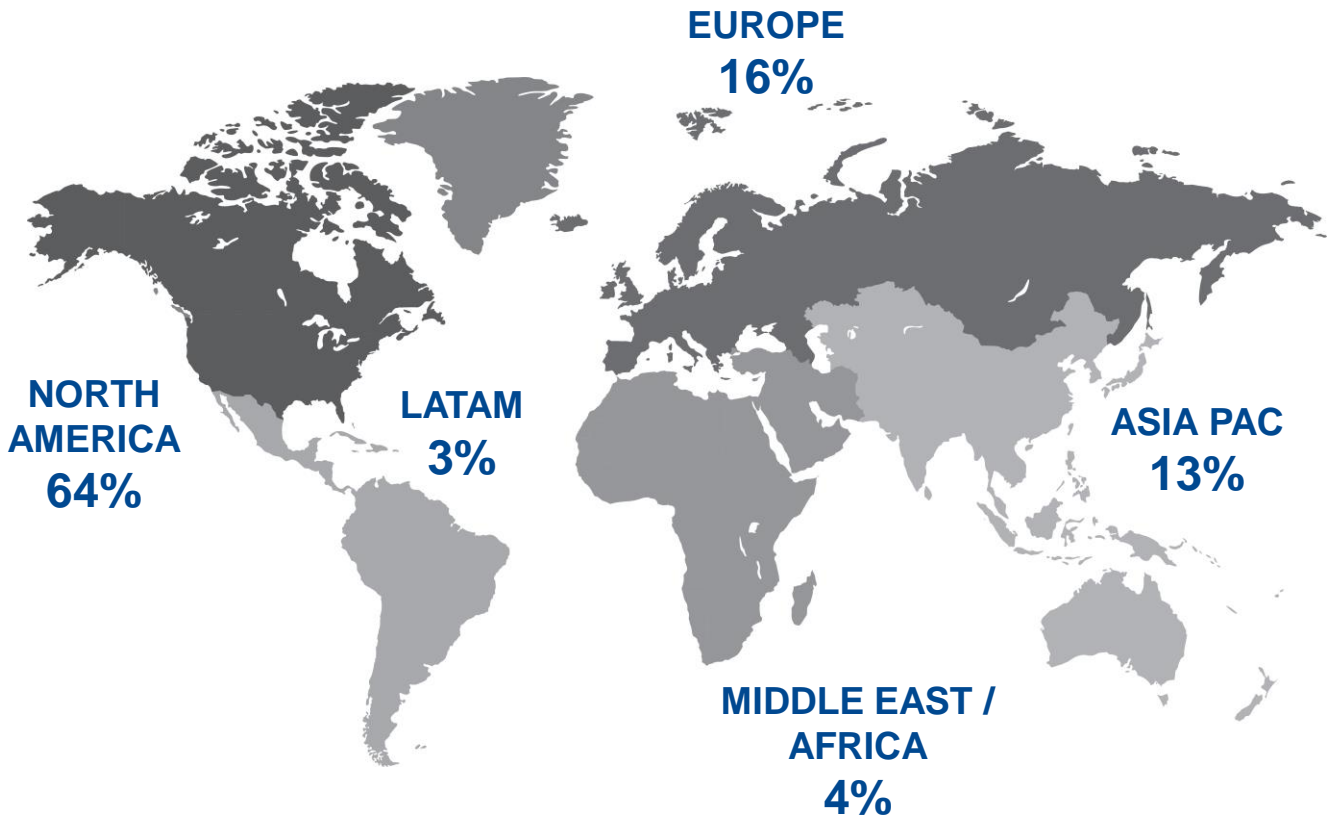 EUROPE
16%
NORTH
AMERICA
64%
LATAM
3%
ASIA PAC
13%
MIDDLE EAST /
AFRICA
4%